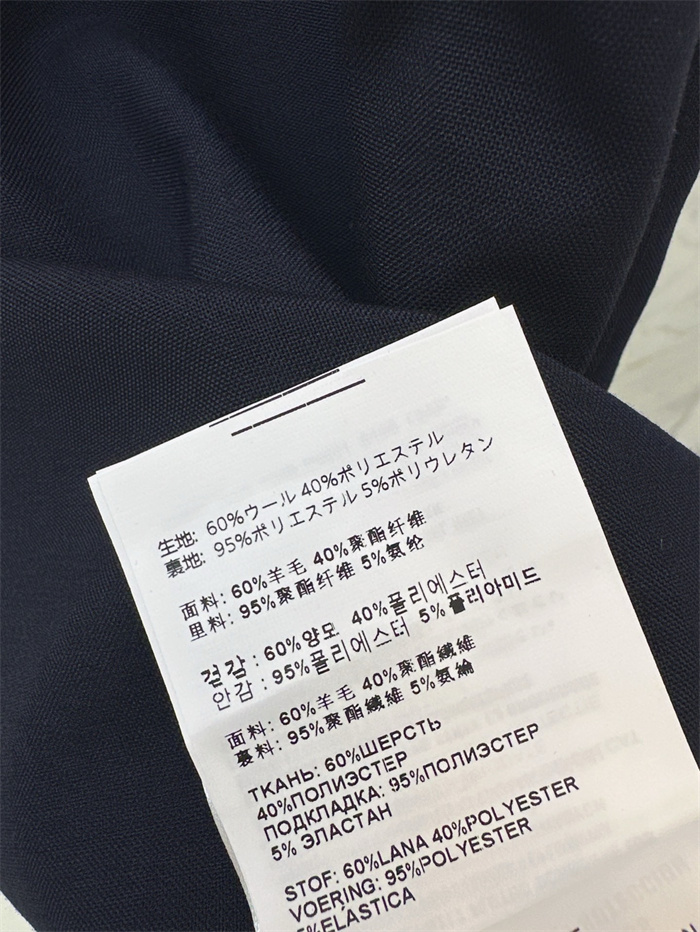 生地: 60%ウール 40%ポリエステル
裏地: 95%ポリエステル 5%ポリウレタン
面料: 60%羊毛 40%聚酯纤维
里料: 95%聚酯纤维 5%氨纶
겉감 : 60%양모 40%폴리에스터
안감 : 95%폴리에스터 5%폴리아미드
面料: 60%羊毛 40%聚酯纖維
裏料: 95%聚酯纖維 5%氨綸
ТКАНЬ: 60%ШЕРСТЬ
40%ПОЛИЭСТЕР
ПОДКЛАДКА: 95%ПОЛИЭСТЕР
5% ЭЛАСТАН
STOF: 60%LANA 40%POLYESTER
VOERING: 95%POLYESTER
5%ELÁSTICA